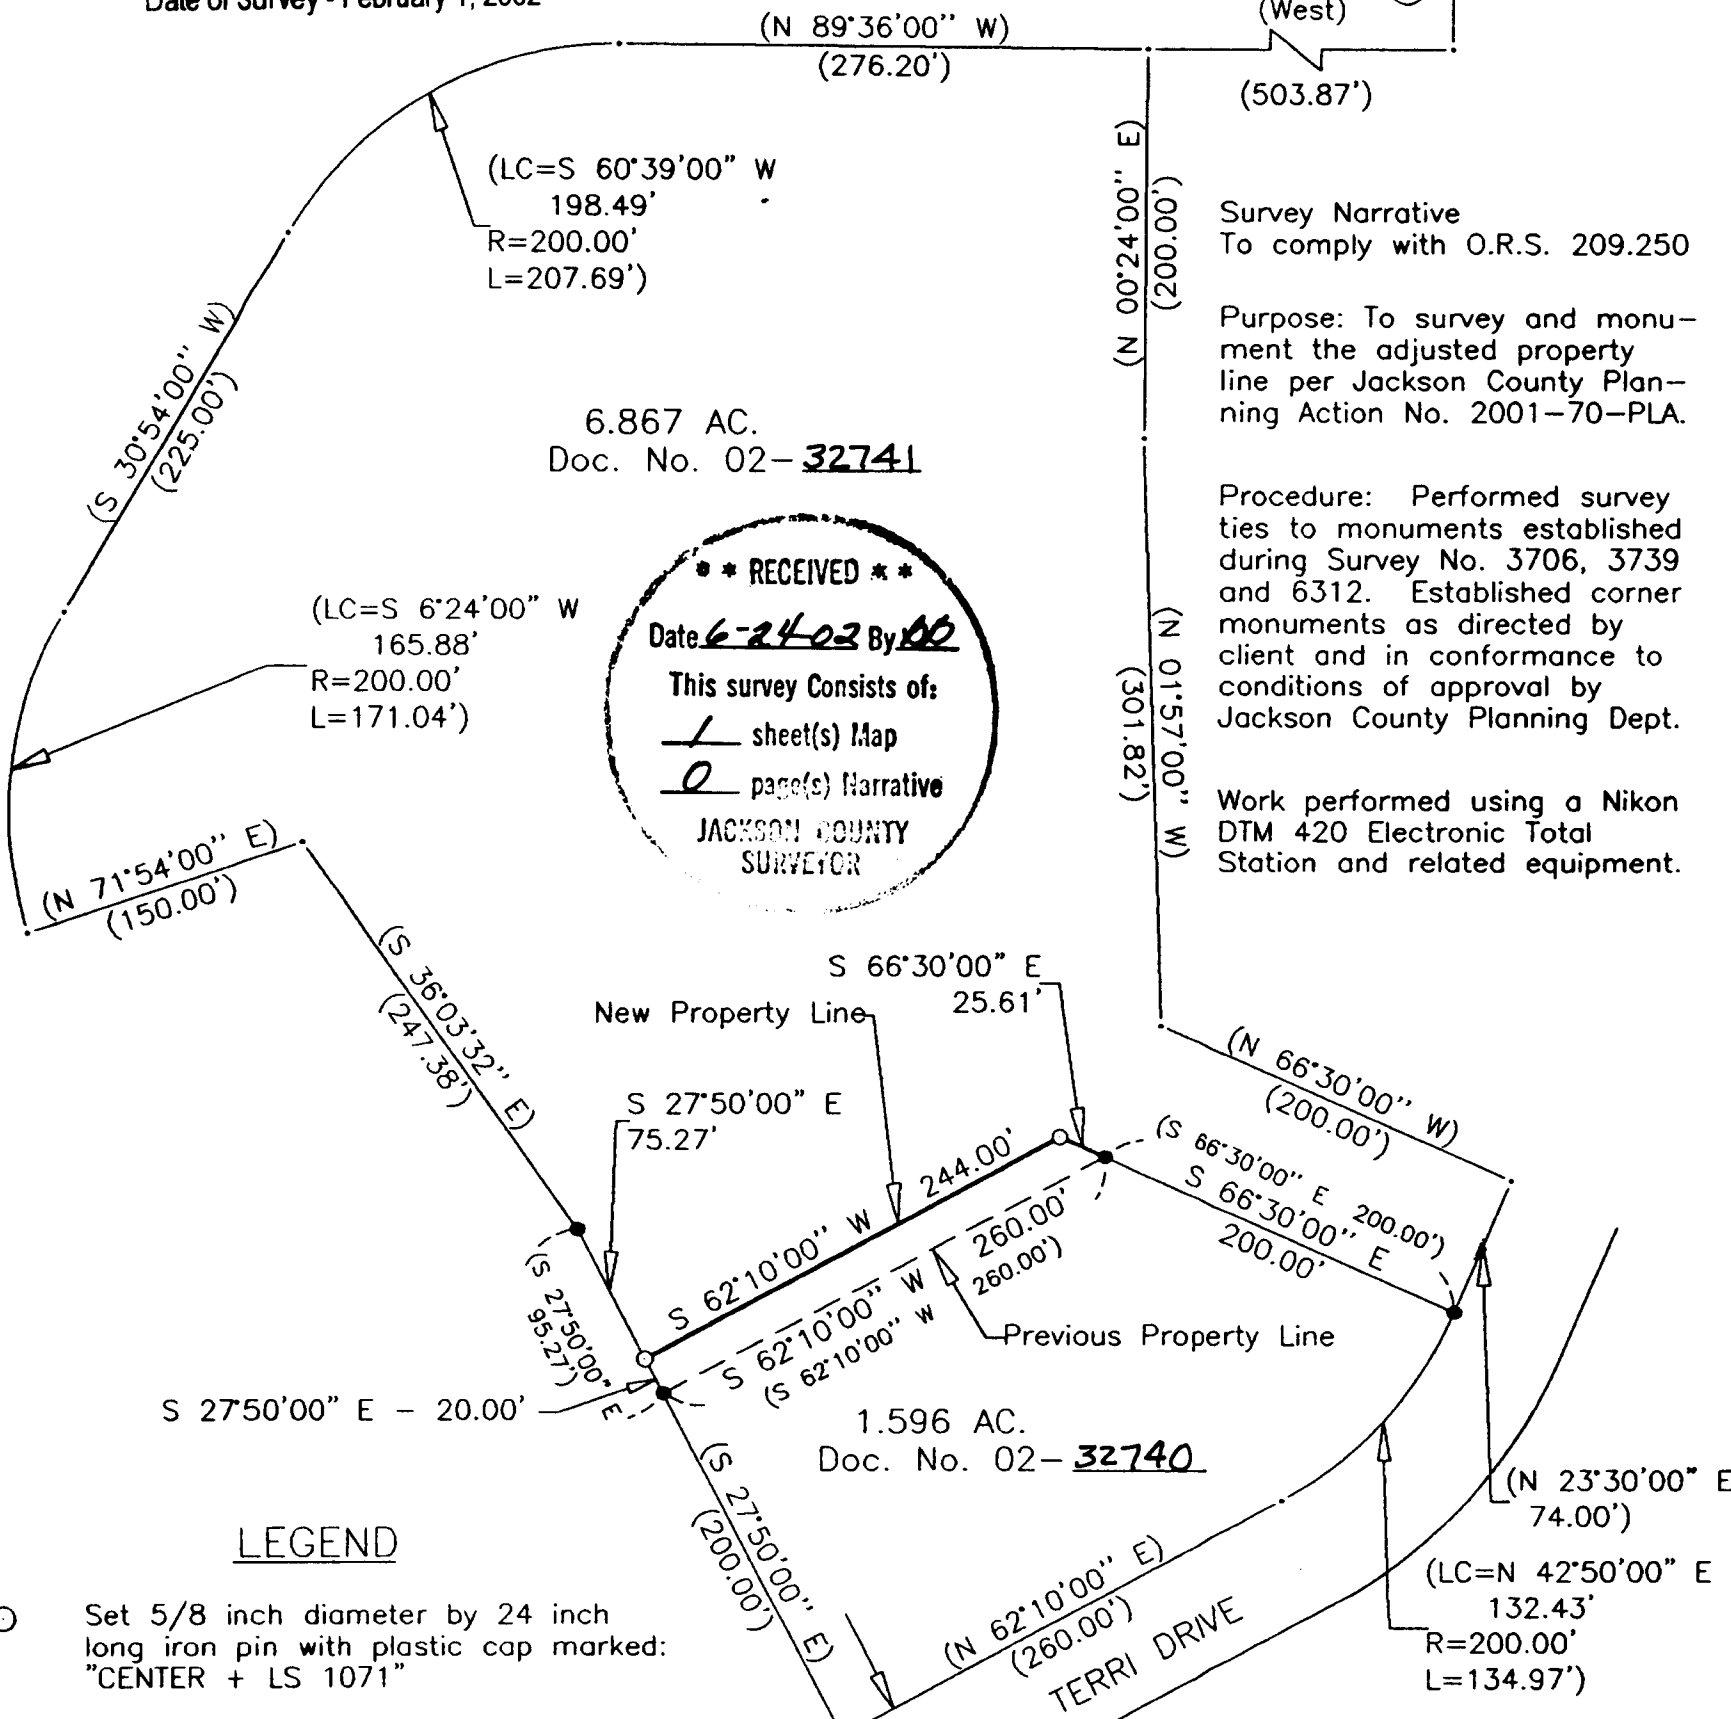 Date of Survey - February 1, 2002
(West)
(N 89°36'00" W)
(276.20')
(503.87')
(LC=S 60°39'00" W
198.49'
R=200.00'
L=207.69')
(N 00°24'00" E)
(200.00')
Survey Narrative
To comply with O.R.S. 209.250
Purpose: To survey and monu-
ment the adjusted property
line per Jackson County Plan-
ning Action No. 2001-70-PLA.
(S 30°54'00" W)
(225.00')
6.867 AC.
Doc. No. 02-32741
Procedure: Performed survey
ties to monuments established
during Survey No. 3706, 3739
and 6312. Established corner
monuments as directed by
client and in conformance to
conditions of approval by
Jackson County Planning Dept.
* * RECEIVED * *
Date 6-24-02 By
This survey Consists of:
1 sheet(s) Map
0 page(s) Narrative
JACKSON COUNTY
SURVEYOR
(LC=S 6°24'00" W
165.88'
R=200.00'
L=171.04')
(N 01°57'00" W)
(301.82')
Work performed using a Nikon
DTM 420 Electronic Total
Station and related equipment.
(N 71°54'00" E)
(150.00')
(S 36°03'32" E)
(247.38')
S 66°30'00" E
25.61'
New Property Line
(N 66°30'00" W)
(200.00')
S 27°50'00" E
75.27'
S 62°10'00" W 244.00'
(S 66°30'00" E 200.00')
S 66°30'00" E
200.00'
(S 27°50'00" E
95.27')
S 62°10'00" W 260.00'
(S 62°10'00" W 260.00')
Previous Property Line
S 27°50'00" E - 20.00'
1.596 AC.
Doc. No. 02-32740
(S 27°50'00" E)
(200.00')
(N 23°30'00" E
74.00')
(LC=N 42°50'00" E
132.43'
R=200.00'
L=134.97')
(N 62°10'00" E)
(260.00')
TERRI DRIVE
LEGEND
Set 5/8 inch diameter by 24 inch
long iron pin with plastic cap marked:
"CENTER + LS 1071"